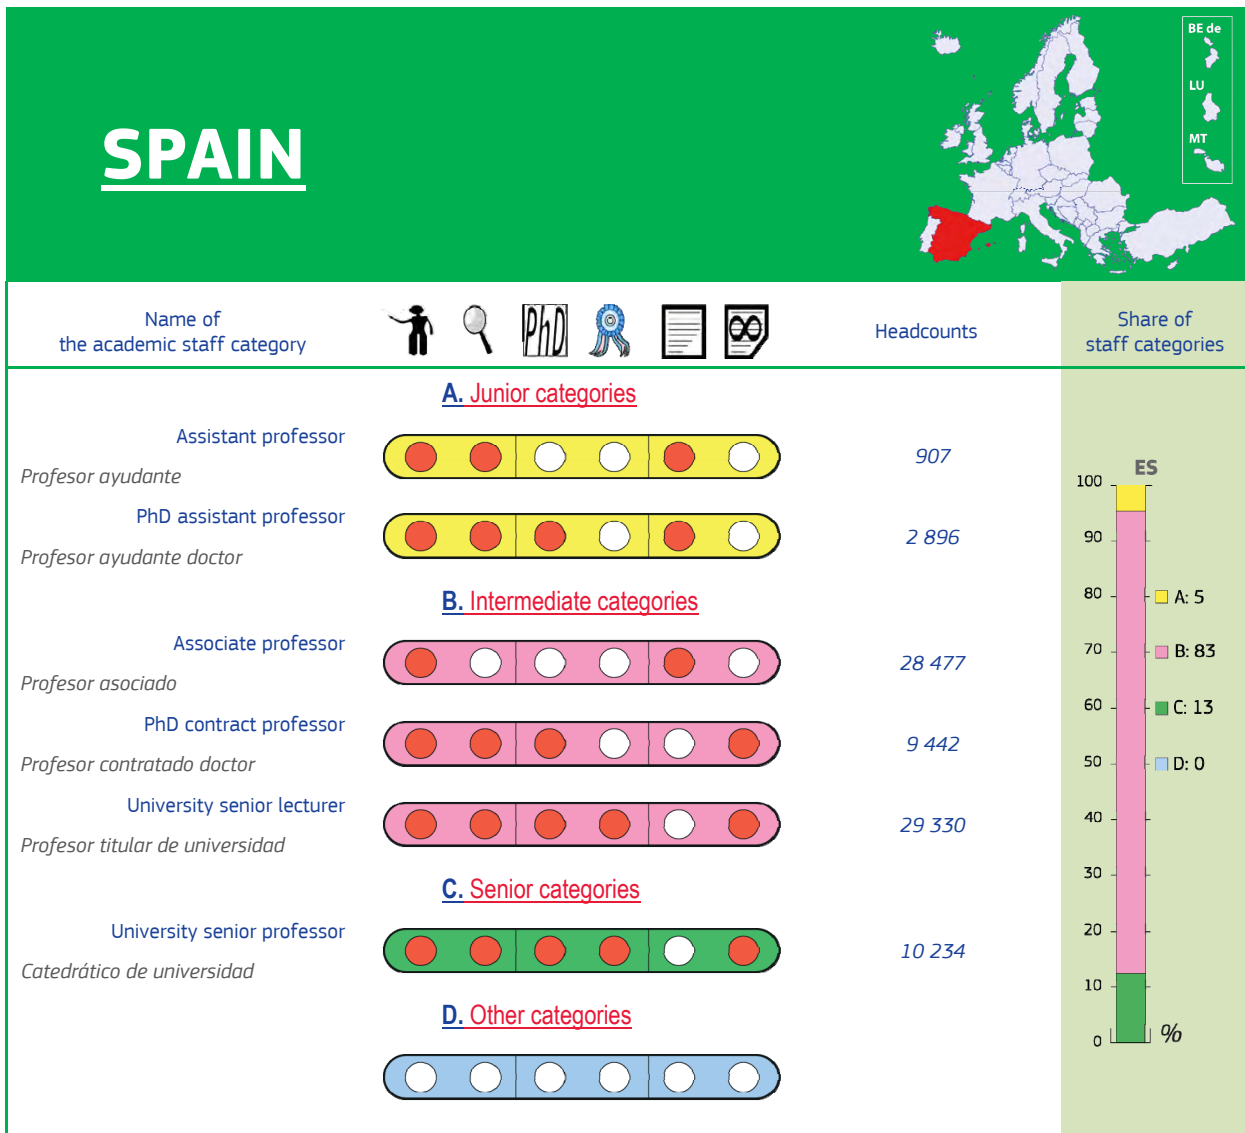 BE de
LU
MT
SPAIN
Name of
the academic staff category
PhD
Headcounts
Share of
staff categories
A. Junior categories
Assistant professor
Profesor ayudante
907
PhD assistant professor
Profesor ayudante doctor
2 896
B. Intermediate categories
Associate professor
Profesor asociado
28 477
PhD contract professor
Profesor contratado doctor
9 442
University senior lecturer
Profesor titular de universidad
29 330
C. Senior categories
University senior professor
Catedrático de universidad
10 234
D. Other categories
ES
100
90
80
70
60
50
40
30
20
10
0
%
A: 5
B: 83
C: 13
D: 0